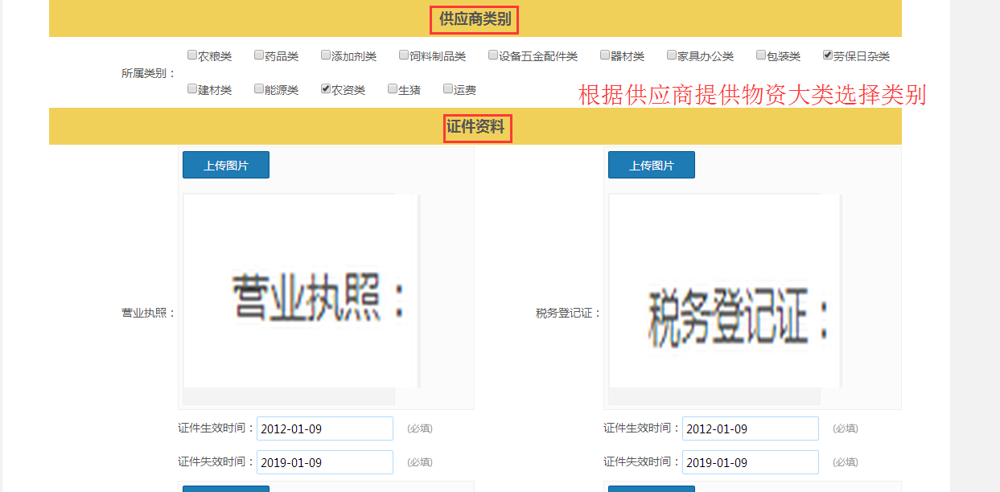 供应商类别
农粮类 药品类 添加剂类 饲料制品类 设备五金配件类 器材类 家具办公类 包装类 劳保日杂类
所属类别：
建材类 能源类 农资类 生猪 运费
根据供应商提供物资大类选择类别
证件资料
上传图片 上传图片
营业执照： 税务登记证：
营业执照： 税务登记证：
证件生效时间： 2012-01-09 (必填) 证件生效时间： 2012-01-09 (必填)
证件失效时间： 2019-01-09 (必填) 证件失效时间： 2019-01-09 (必填)